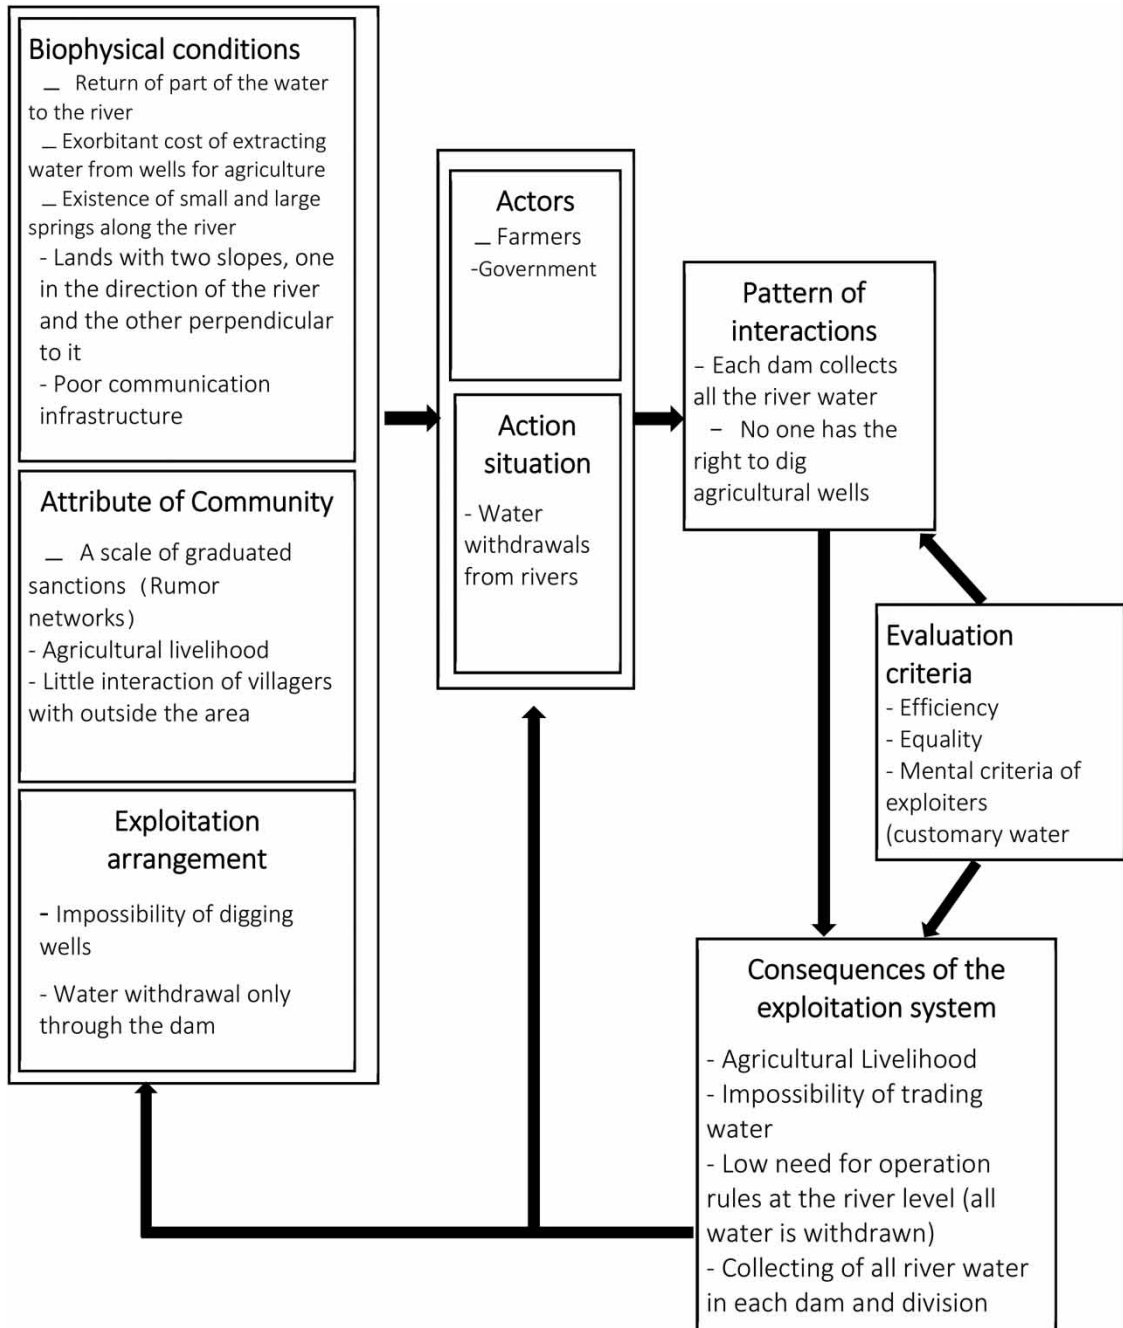 Biophysical conditions
_ Return of part of the water
to the river
_ Exorbitant cost of extracting
water from wells for agriculture
_ Existence of small and large
springs along the river
- Lands with two slopes, one
in the direction of the river
and the other perpendicular
to it
- Poor communication
infrastructure
Attribute of Community
_ A scale of graduated
sanctions (Rumor
networks)
- Agricultural livelihood
- Little interaction of villagers
with outside the area
Exploitation
arrangement
- Impossibility of digging
wells
- Water withdrawal only
through the dam
Actors
_ Farmers
-Government
Action
situation
- Water
withdrawals
from rivers
Pattern of
interactions
- Each dam collects
all the river water
- No one has the
right to dig
agricultural wells
Evaluation
criteria
- Efficiency
- Equality
- Mental criteria of
exploiters
(customary water
Consequences of the
exploitation system
- Agricultural Livelihood
- Impossibility of trading
water
- Low need for operation
rules at the river level (all
water is withdrawn)
- Collecting of all river water
in each dam and division